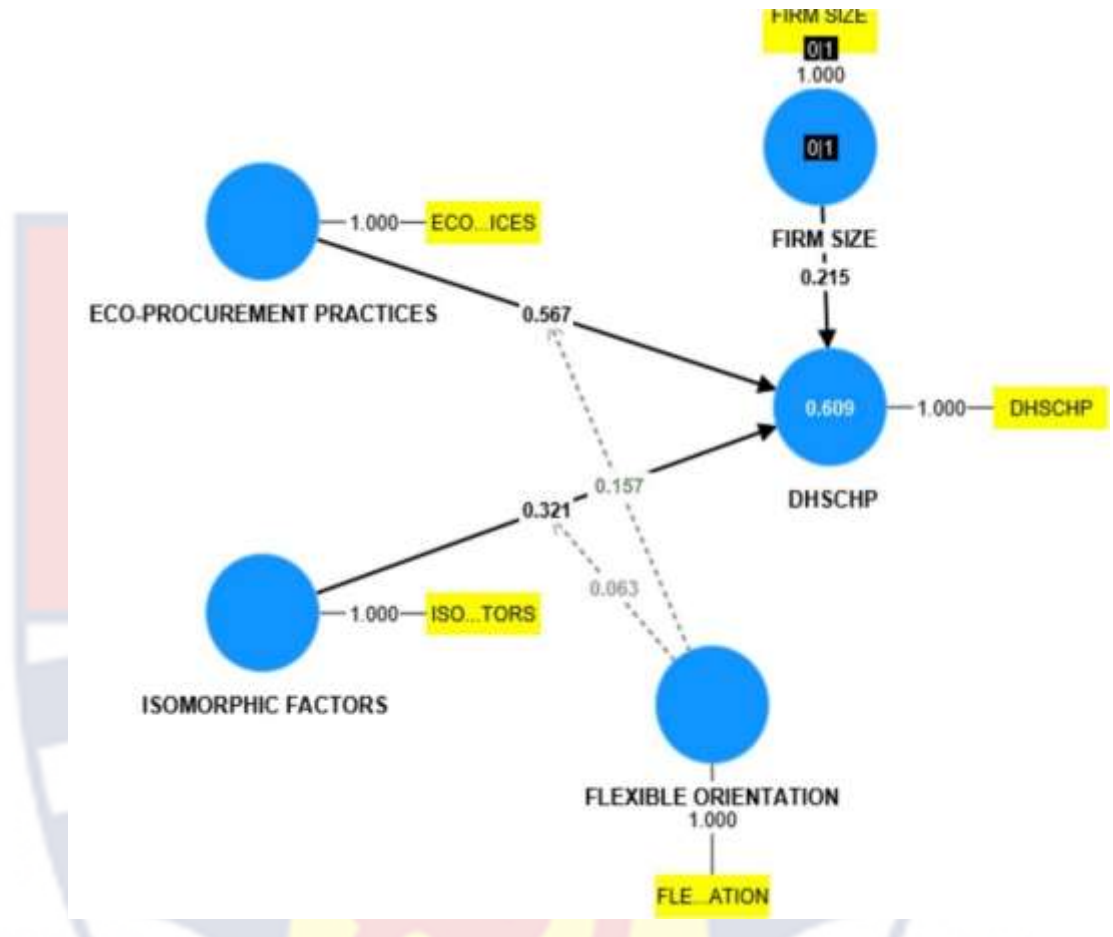 FIRM SIZE
0|1
1.000
0|1
FIRM SIZE
0.215
1.000
ECO...ICES
ECO-PROCUREMENT PRACTICES
0.567
0.609
1.000
DHSCHP
DHSCHP
0.157
0.321
0.063
1.000
ISO...TORS
ISOMORPHIC FACTORS
FLEXIBLE ORIENTATION
1.000
FLE...ATION